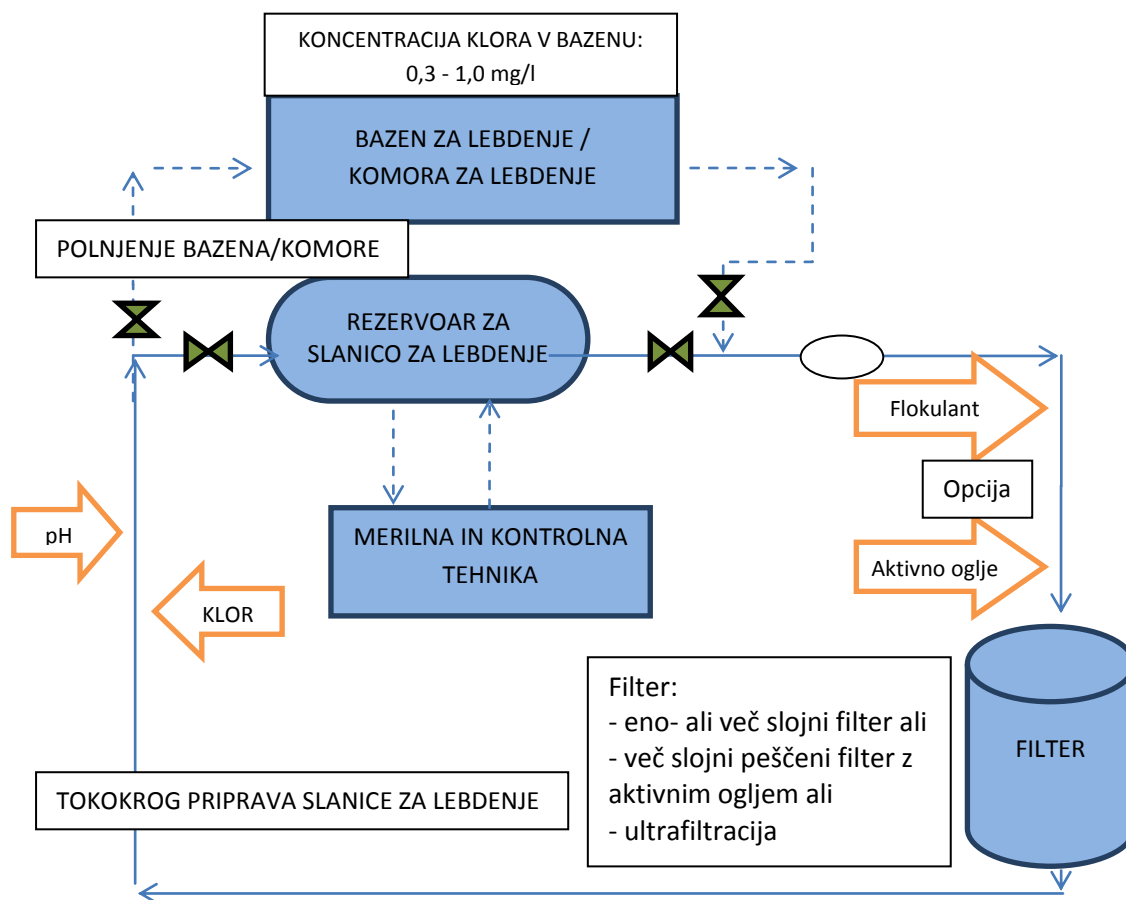 KONCENTRACIJA KLORA V BAZENU:
0,3 - 1,0 mg/l
BAZEN ZA LEBDENJE /
KOMORA ZA LEBDENJE
POLNJENJE BAZENA/KOMORE
REZERVOAR ZA
SLANICO ZA LEBDENJE
Flokulant
Opcija
pH
MERILNA IN KONTROLNA
TEHNIKA
Aktivno oglje
KLOR
Filter:
- eno- ali več slojni filter ali
- več slojni peščeni filter z
aktivnim ogljem ali
- ultrafiltracija
FILTER
TOKOKROG PRIPRAVA SLANICE ZA LEBDENJE